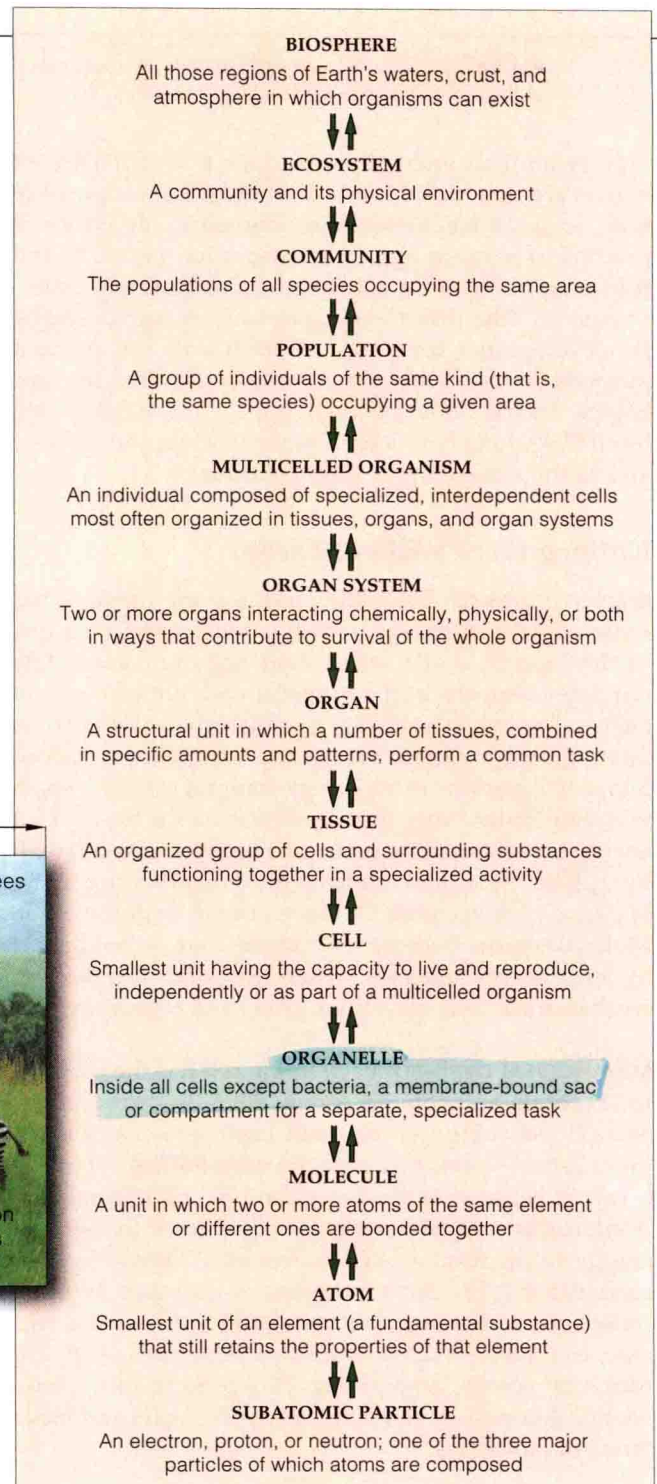 BIOSPHERE
All those regions of Earth's waters, crust, and
atmosphere in which organisms can exist
ECOSYSTEM
A community and its physical environment
COMMUNITY
The populations of all species occupying the same area
POPULATION
A group of individuals of the same kind (that is,
the same species) occupying a given area
MULTICELLED ORGANISM
An individual composed of specialized, interdependent cells
most often organized in tissues, organs, and organ systems
ORGAN SYSTEM
Two or more organs interacting chemically, physically, or both
in ways that contribute to survival of the whole organism
ORGAN
A structural unit in which a number of tissues, combined
in specific amounts and patterns, perform a common task
TISSUE
An organized group of cells and surrounding substances
functioning together in a specialized activity
CELL
Smallest unit having the capacity to live and reproduce,
independently or as part of a multicelled organism
ORGANELLE
Inside all cells except bacteria, a membrane-bound sac
or compartment for a separate, specialized task
MOLECULE
A unit in which two or more atoms of the same element
or different ones are bonded together
ATOM
Smallest unit of an element (a fundamental substance)
that still retains the properties of that element
SUBATOMIC PARTICLE
An electron, proton, or neutron; one of the three major
particles of which atoms are composed